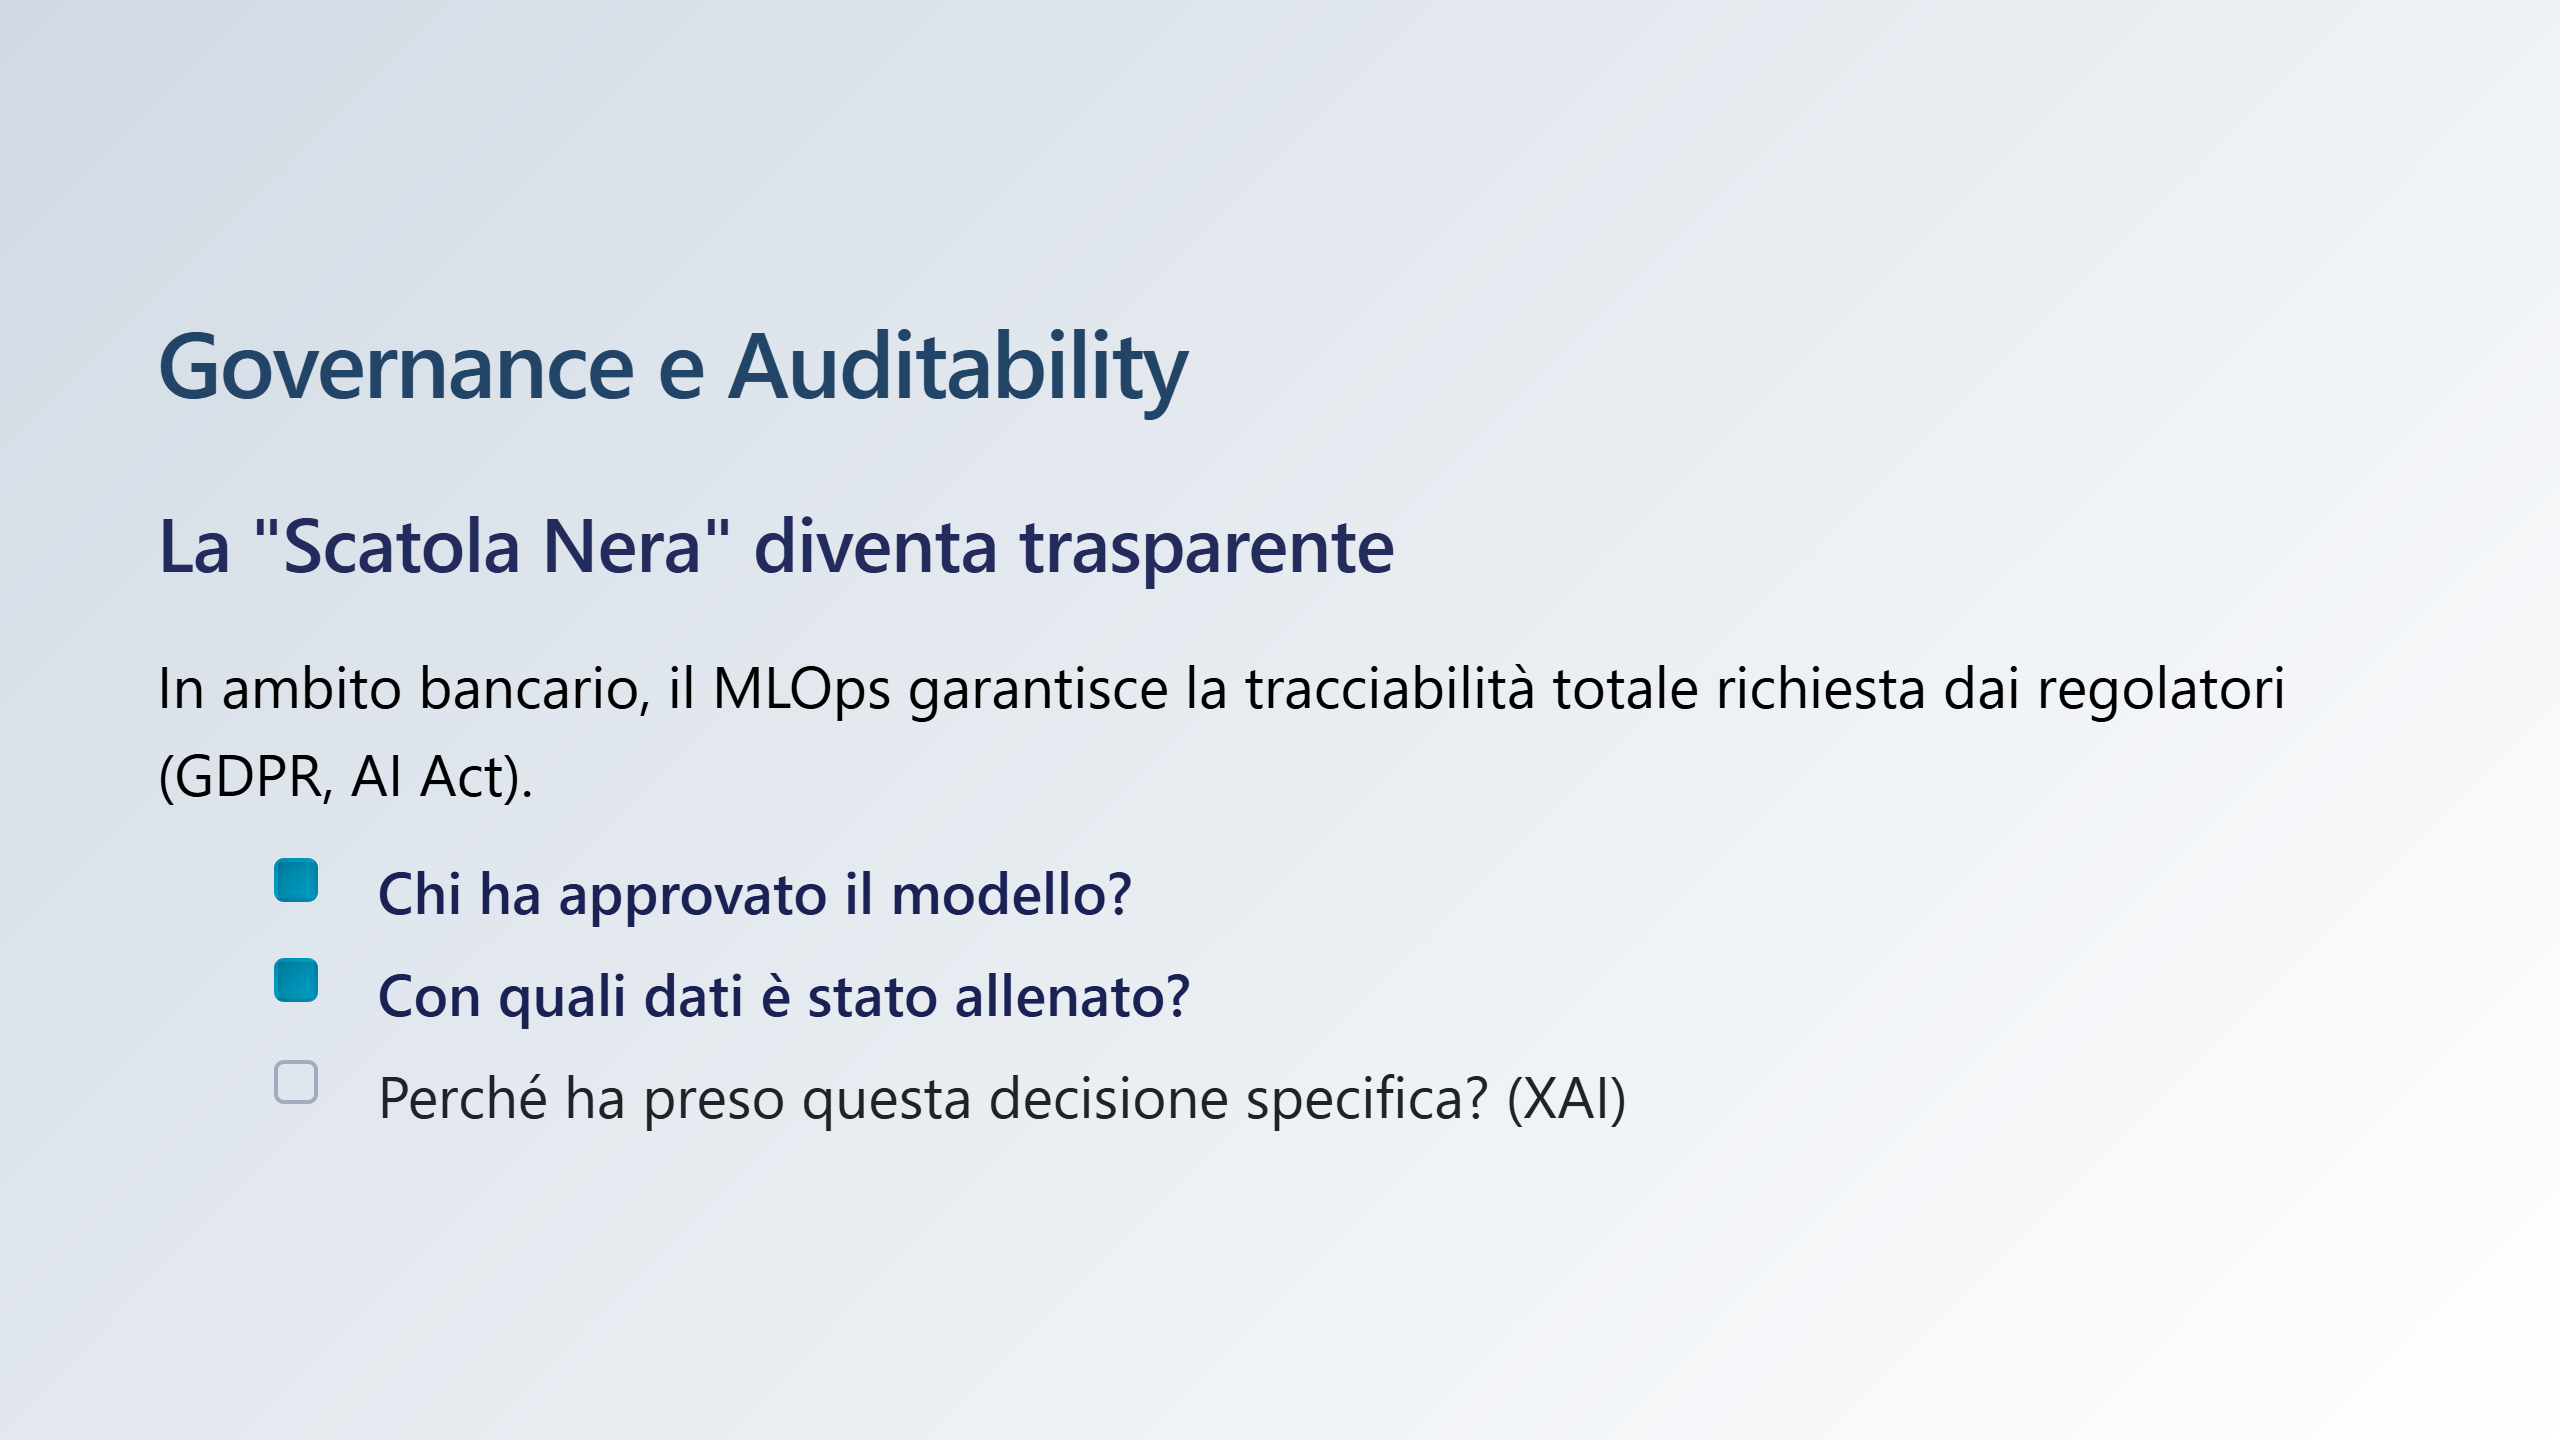 Governance e Auditability
La "Scatola Nera" diventa trasparente
In ambito bancario, il MLOps garantisce la tracciabilità totale richiesta dai regolatori
(GDPR, AI Act).
Chi ha approvato il modello?
Con quali dati è stato allenato?
Perché ha preso questa decisione specifica? (XAI)